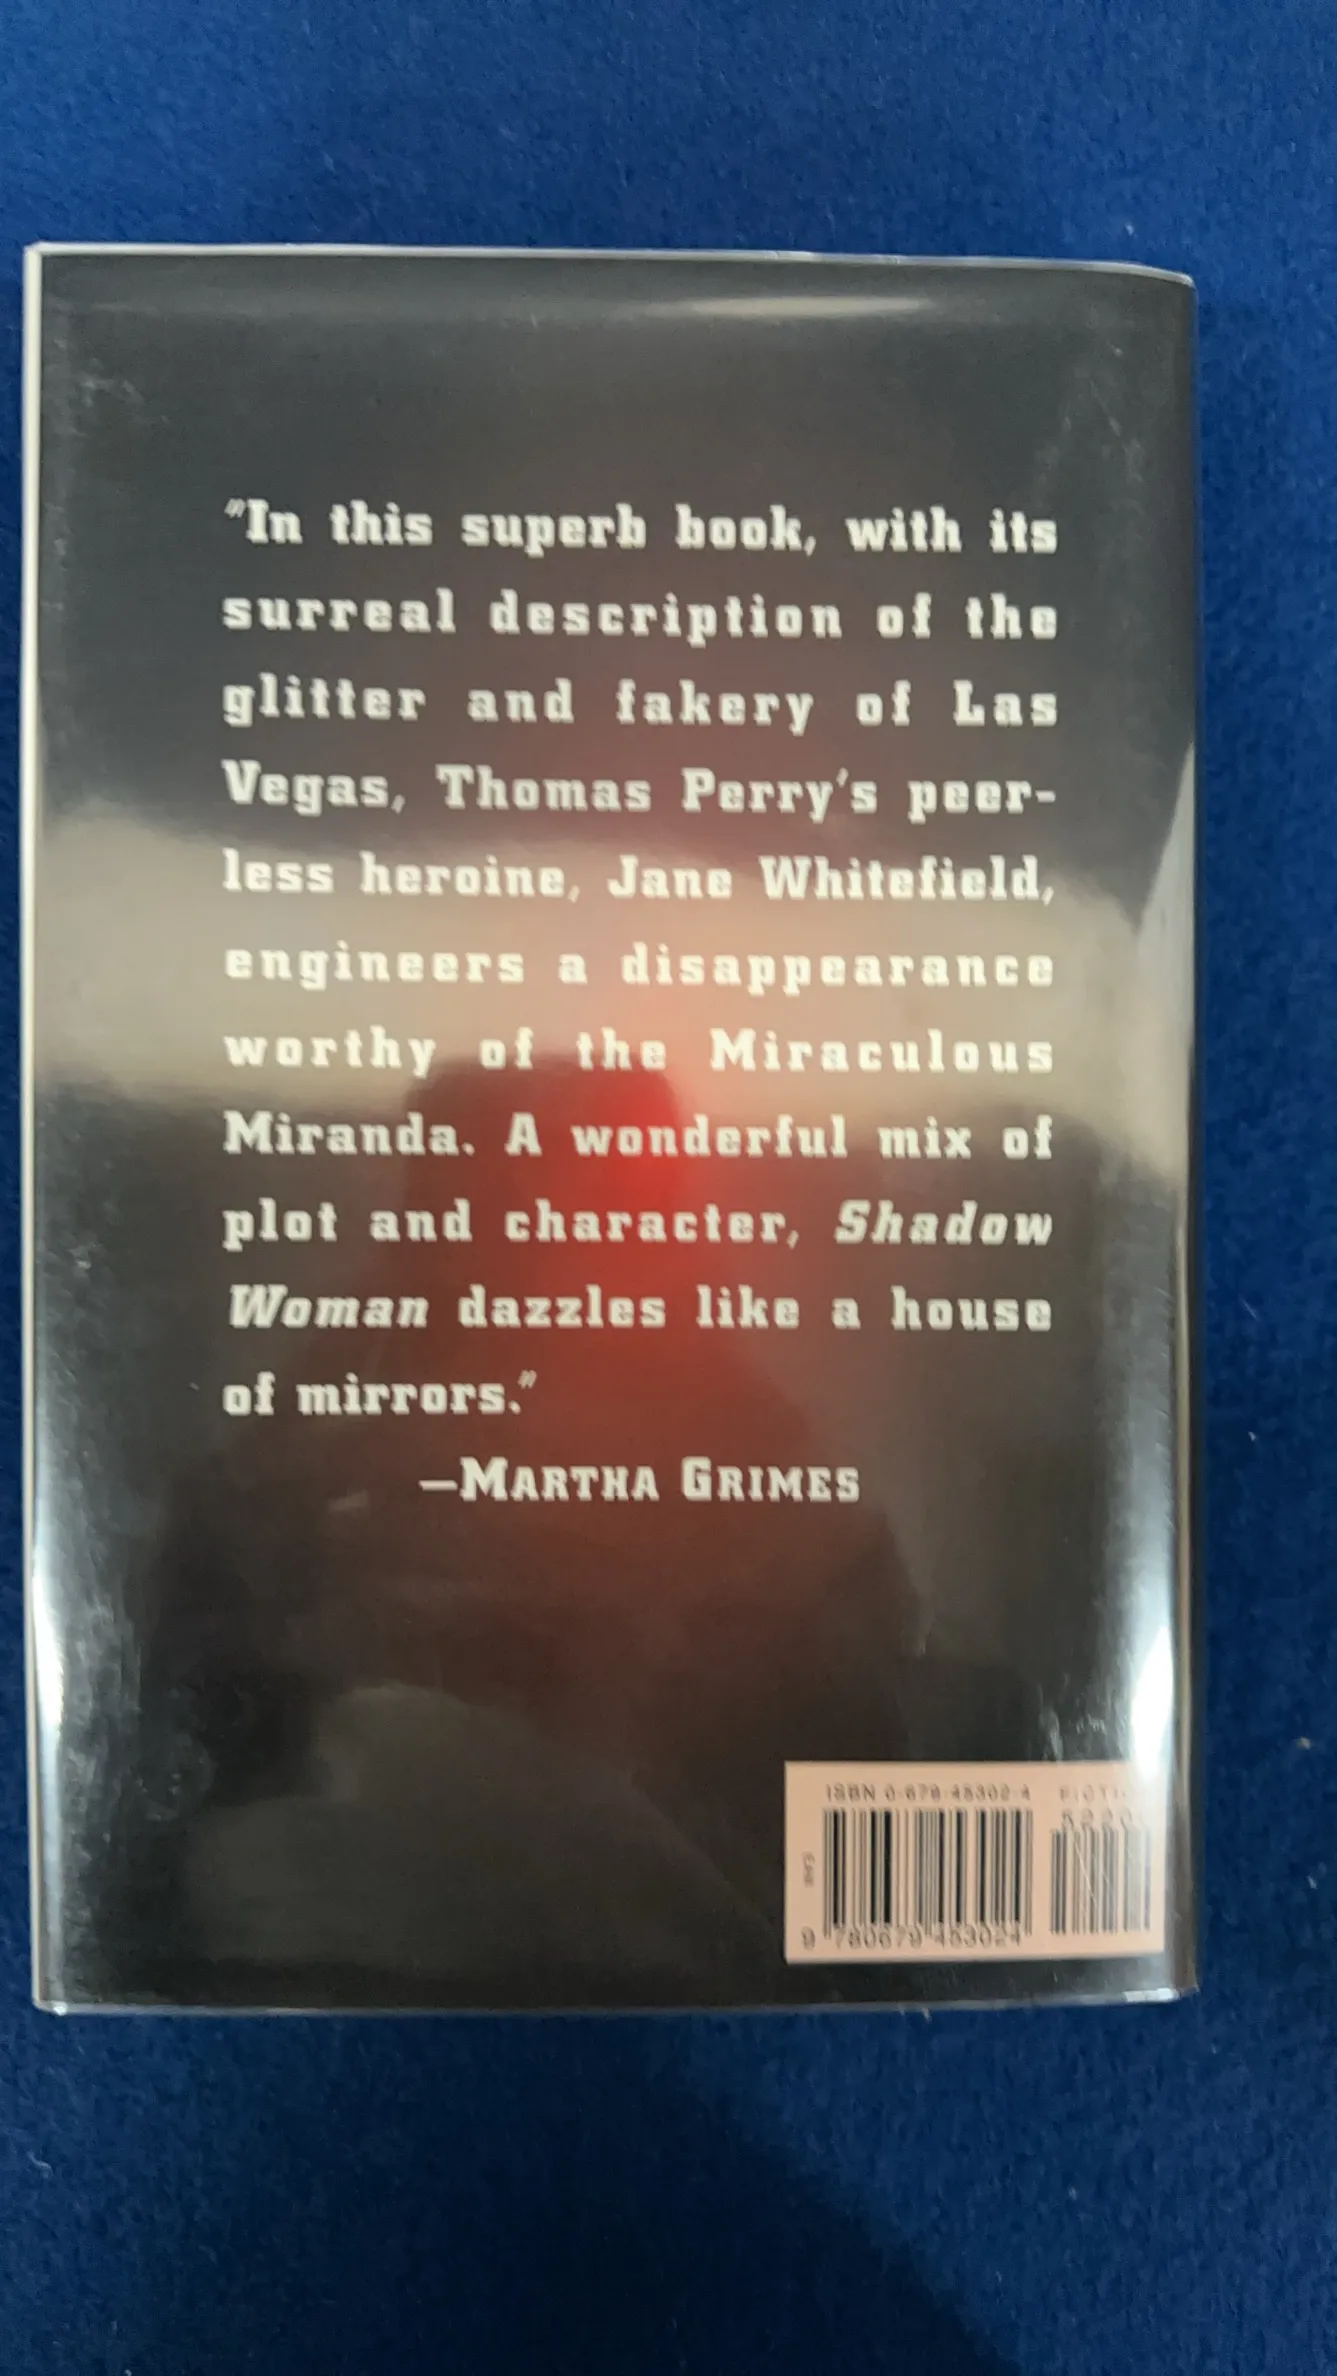 "In this superb book, with its
surreal description of the
glitter and fakery of Las
Vegas, Thomas Perry's peer-
less heroine, Jane Whitefield,
engineers a disappearance
worthy of the Miraculous
Miranda. A wonderful mix of
plot and character, Shadow
Woman dazzles like a house
of mirrors."
—MARTHA GRIMES
ISBN 0-679-45302-4
9 780679 453024